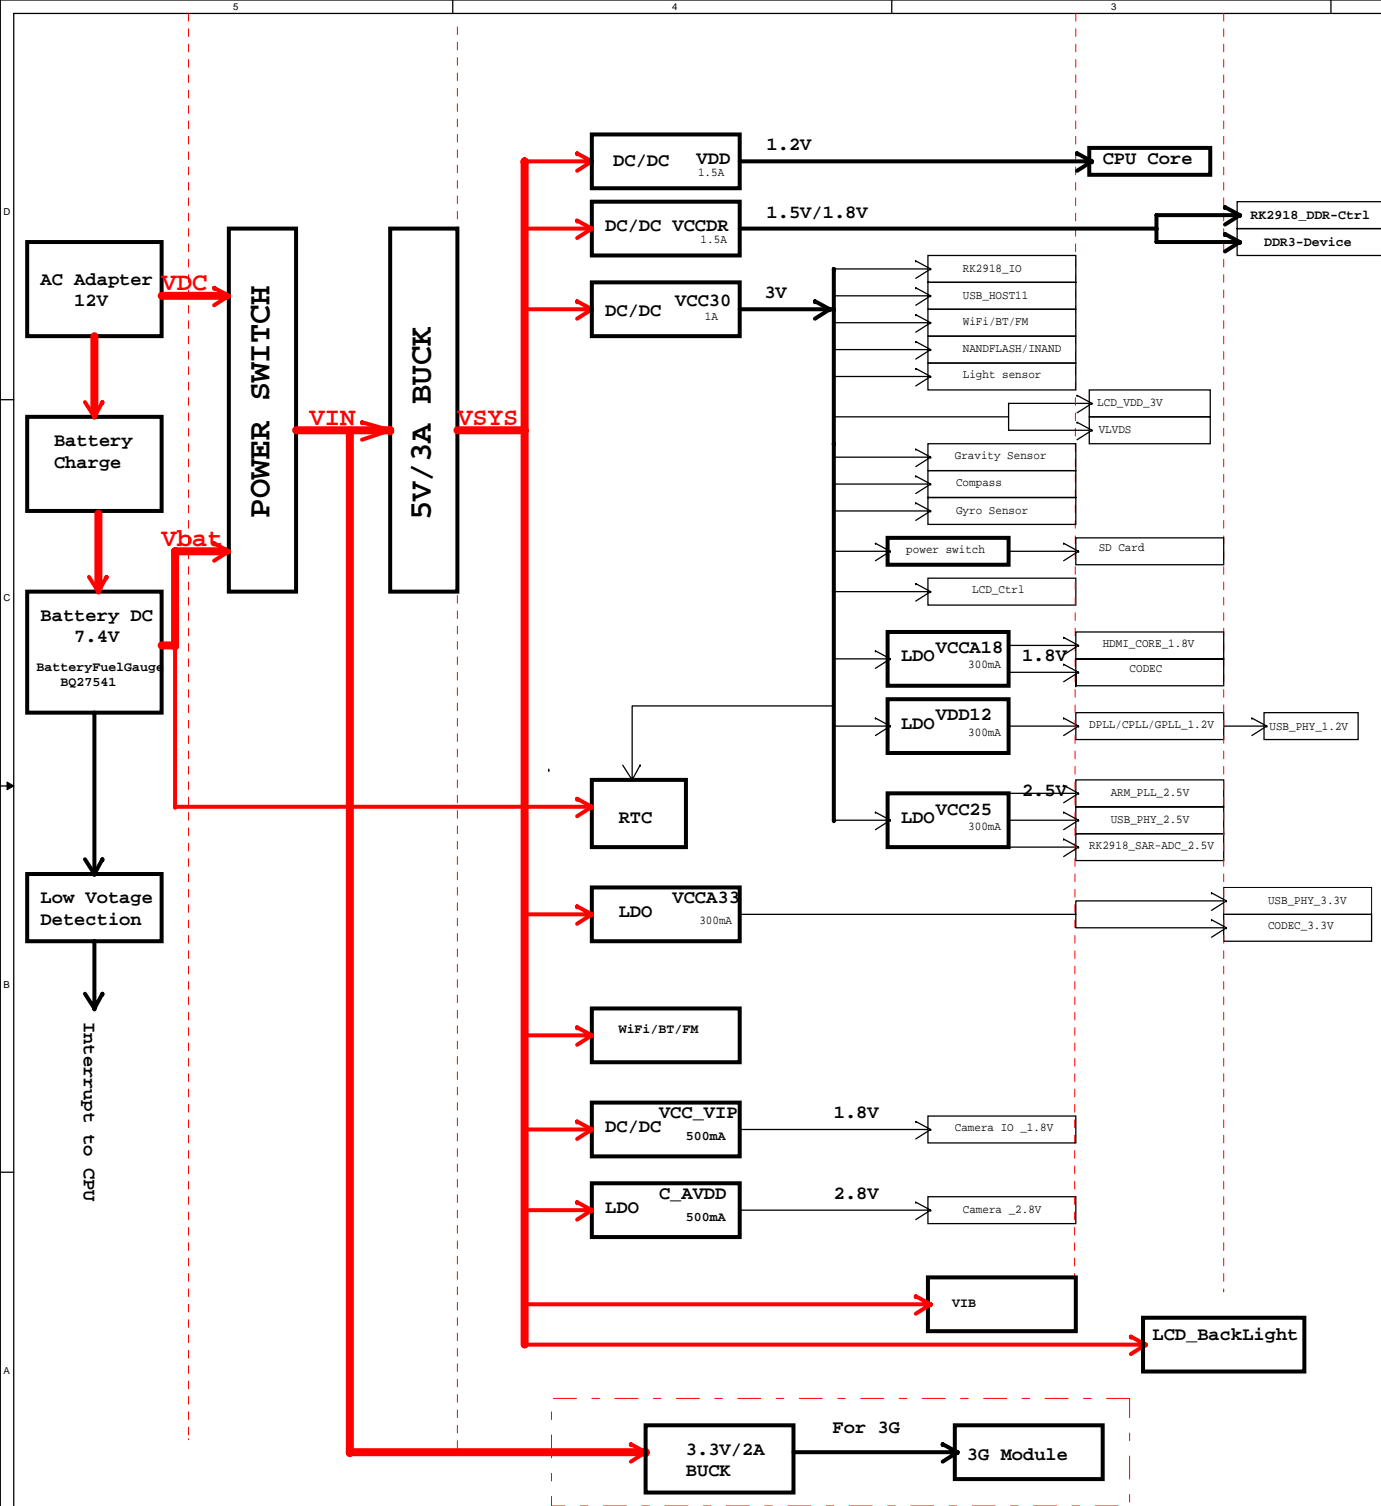 5
4
3
D
C
B
A
AC Adapter
12V
VDC
Battery
Charge
Vbat
Battery DC
7.4V
BatteryFuelGauge
BQ27541
Low Votage
Detection
Interrupt to CPU
POWER SWITCH
VIN
5V/3A BUCK
VSYS
DC/DC VDD
1.5A
1.2V
CPU Core
DC/DC VCCDR
1.5A
1.5V/1.8V
RK2918_DDR-Ctrl
DDR3-Device
DC/DC VCC30
1A
3V
RK2918_IO
USB_HOST11
WiFi/BT/FM
NANDFLASH/INAND
Light sensor
LCD_VDD_3V
VLVDS
Gravity Sensor
Compass
Gyro Sensor
power switch
SD Card
LCD_Ctrl
LDO VCCA18
300mA
1.8V
HDMI_CORE_1.8V
CODEC
LDO VDD12
300mA
DPLL/CPLL/GPLL_1.2V
USB_PHY_1.2V
LDO VCC25
300mA
2.5V
ARM_PLL_2.5V
USB_PHY_2.5V
RK2918_SAR-ADC_2.5V
RTC
LDO VCCA33
300mA
USB_PHY_3.3V
CODEC_3.3V
WiFi/BT/FM
DC/DC VCC_VIP
500mA
1.8V
Camera IO _1.8V
LDO C_AVDD
500mA
2.8V
Camera _2.8V
VIB
LCD_BackLight
3.3V/2A
BUCK
For 3G
3G Module